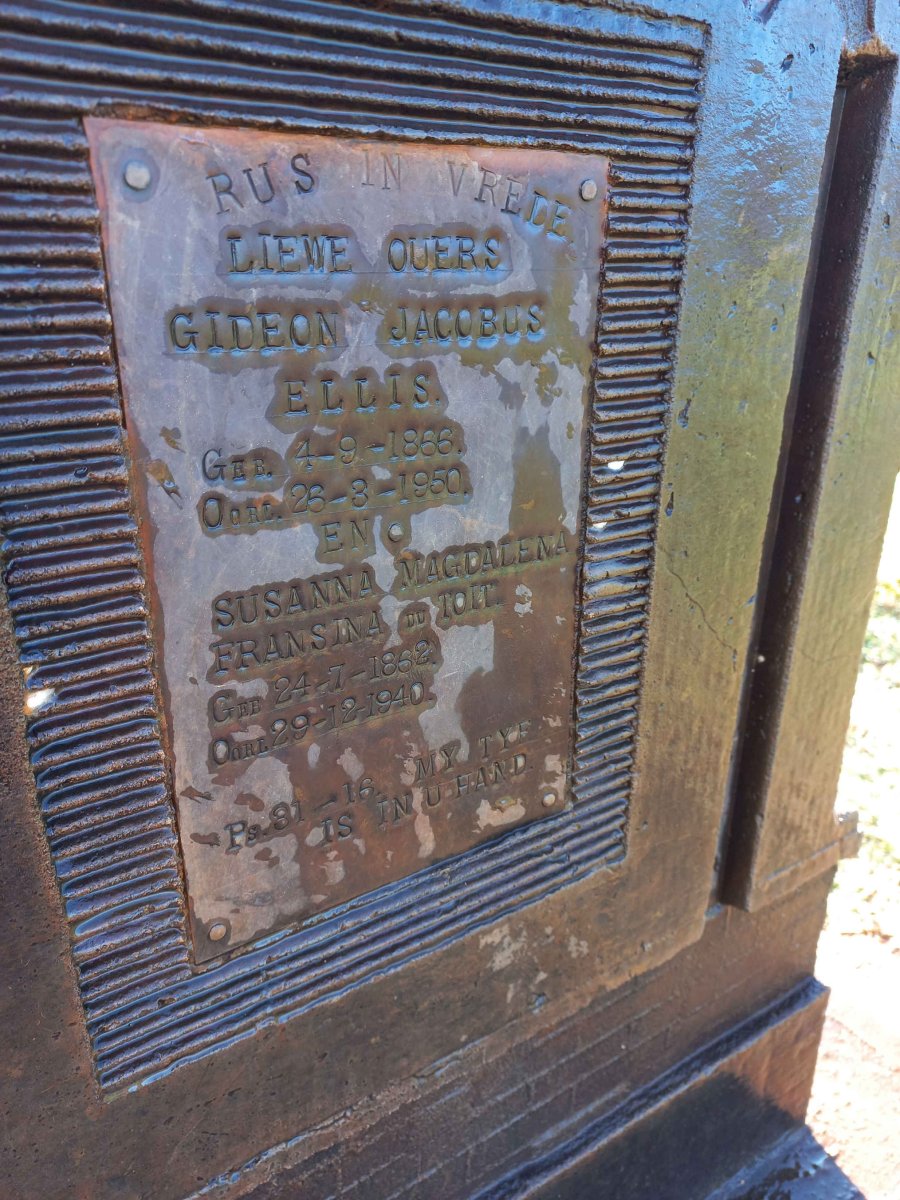 RUS IN VREDE.
LIEWE OUERS
GIDEON JACOBUS
ELLIS.
GEB. 4-9-1866.
OORL. 26-3-1950.
EN
SUSANNA MAGDALENA
FRANSINA DU TOIT.
GEB 24-7-1862.
OORL 29-12-1940.
Ps. 31-16. MY TYE
IS IN U-HAND.